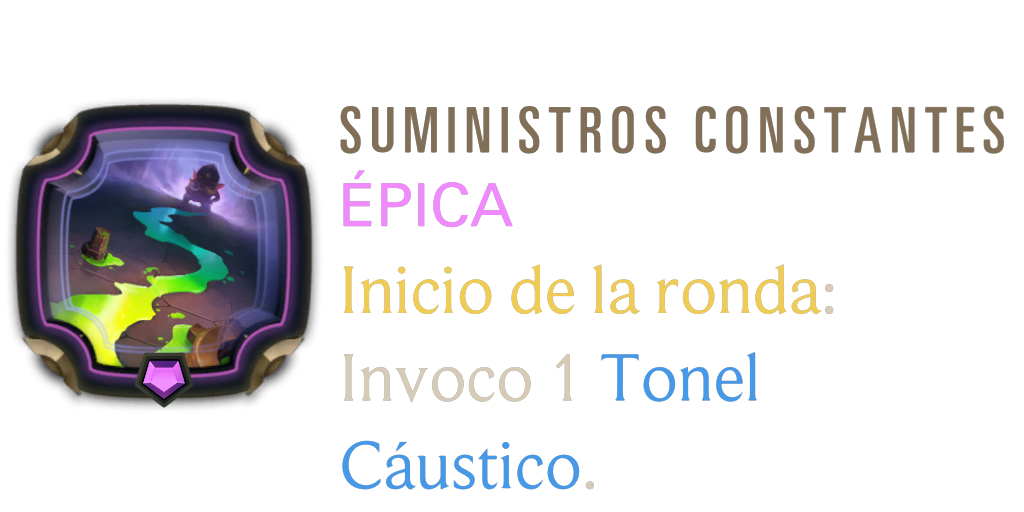 SUMINISTROS CONSTANTES
ÉPICA
Inicio de la ronda:
Invoco 1 Tonel
Cáustico.